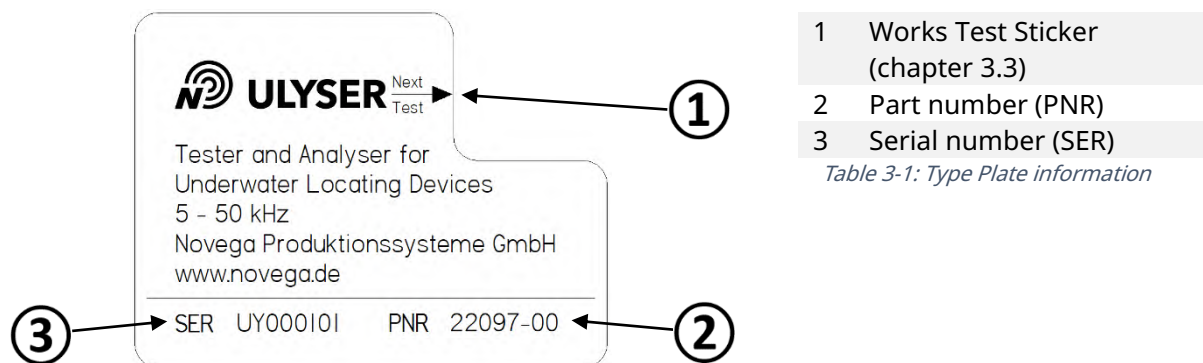 ULYSER Next
Test
Tester and Analyser for
Underwater Locating Devices
5 - 50 kHz
Novega Produktionssysteme GmbH
www.novega.de
SER UY000101 PNR 22097-00
1
2
3
1 Works Test Sticker
(chapter 3.3)
2 Part number (PNR)
3 Serial number (SER)
Table 3-1: Type Plate information